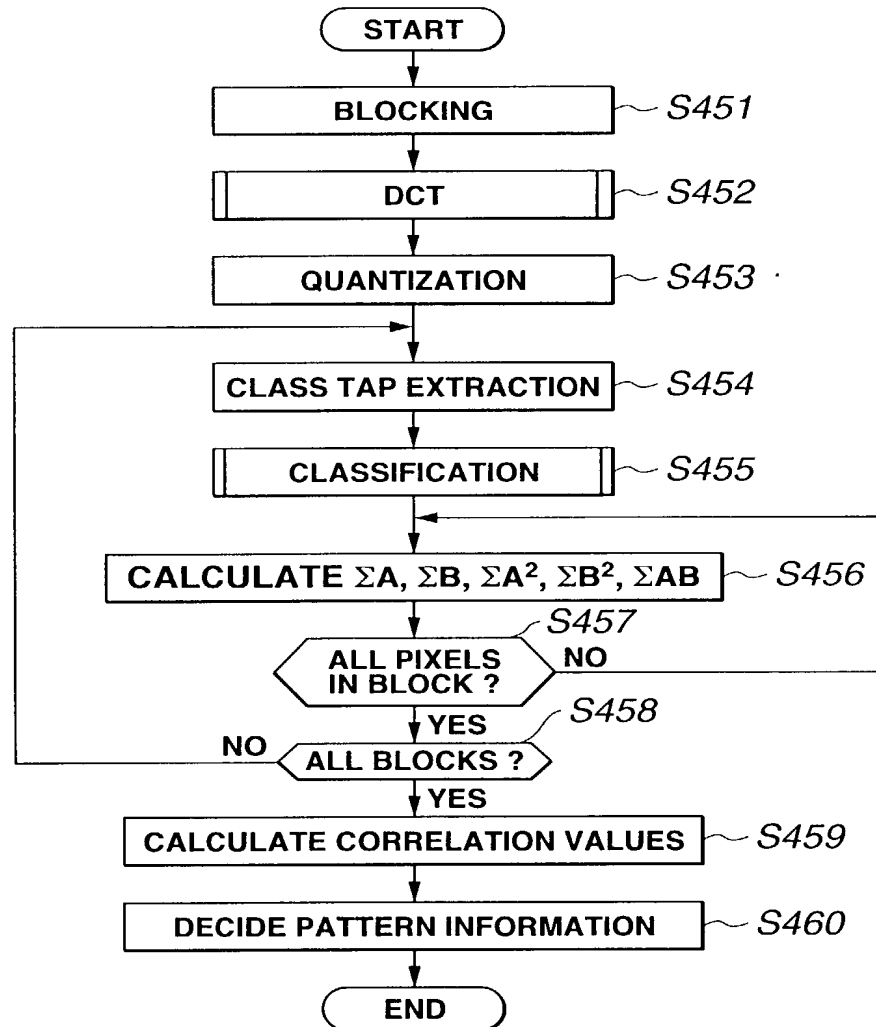 START
BLOCKING
S451
DCT
S452
QUANTIZATION
S453
CLASS TAP EXTRACTION
S454
CLASSIFICATION
S455
CALCULATE ΣA, ΣB, ΣA², ΣB², ΣAB
S456
S457
ALL PIXELS
IN BLOCK ?
NO
YES
S458
NO
ALL BLOCKS ?
YES
CALCULATE CORRELATION VALUES
S459
DECIDE PATTERN INFORMATION
S460
END